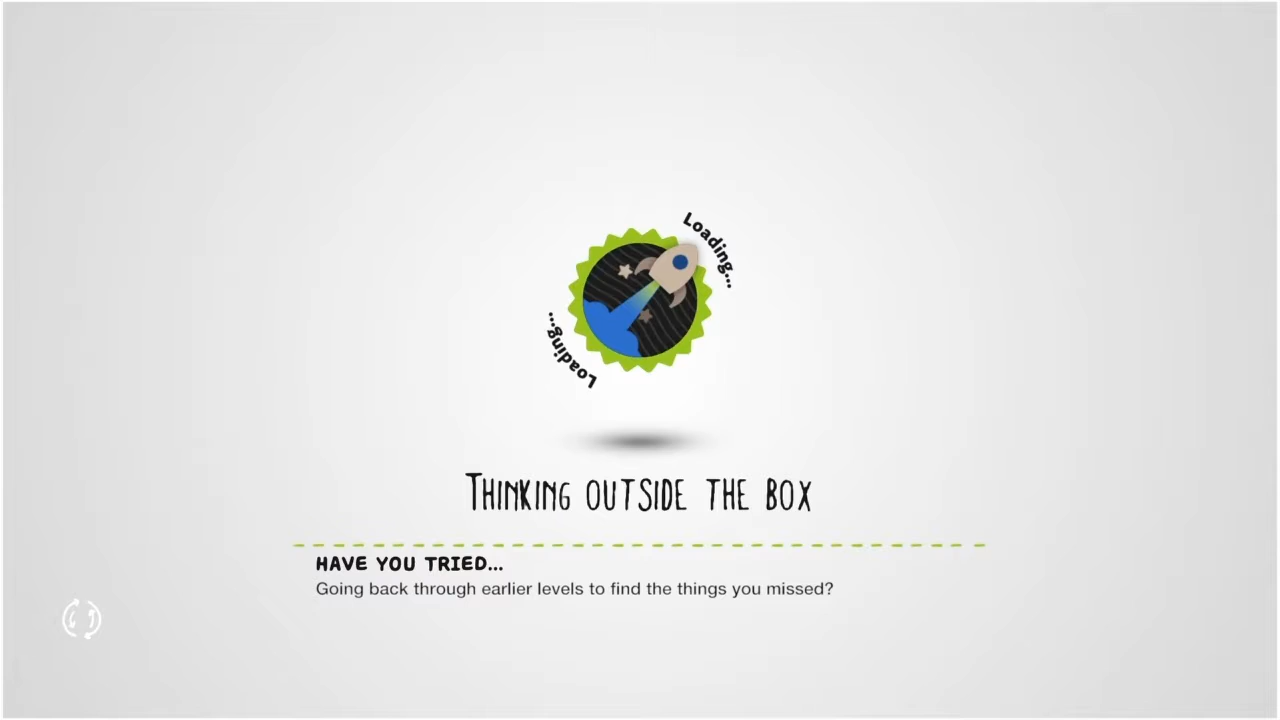 Loading...
Loading...
THINKING OUTSIDE THE BOX
HAVE YOU TRIED...
Going back through earlier levels to find the things you missed?